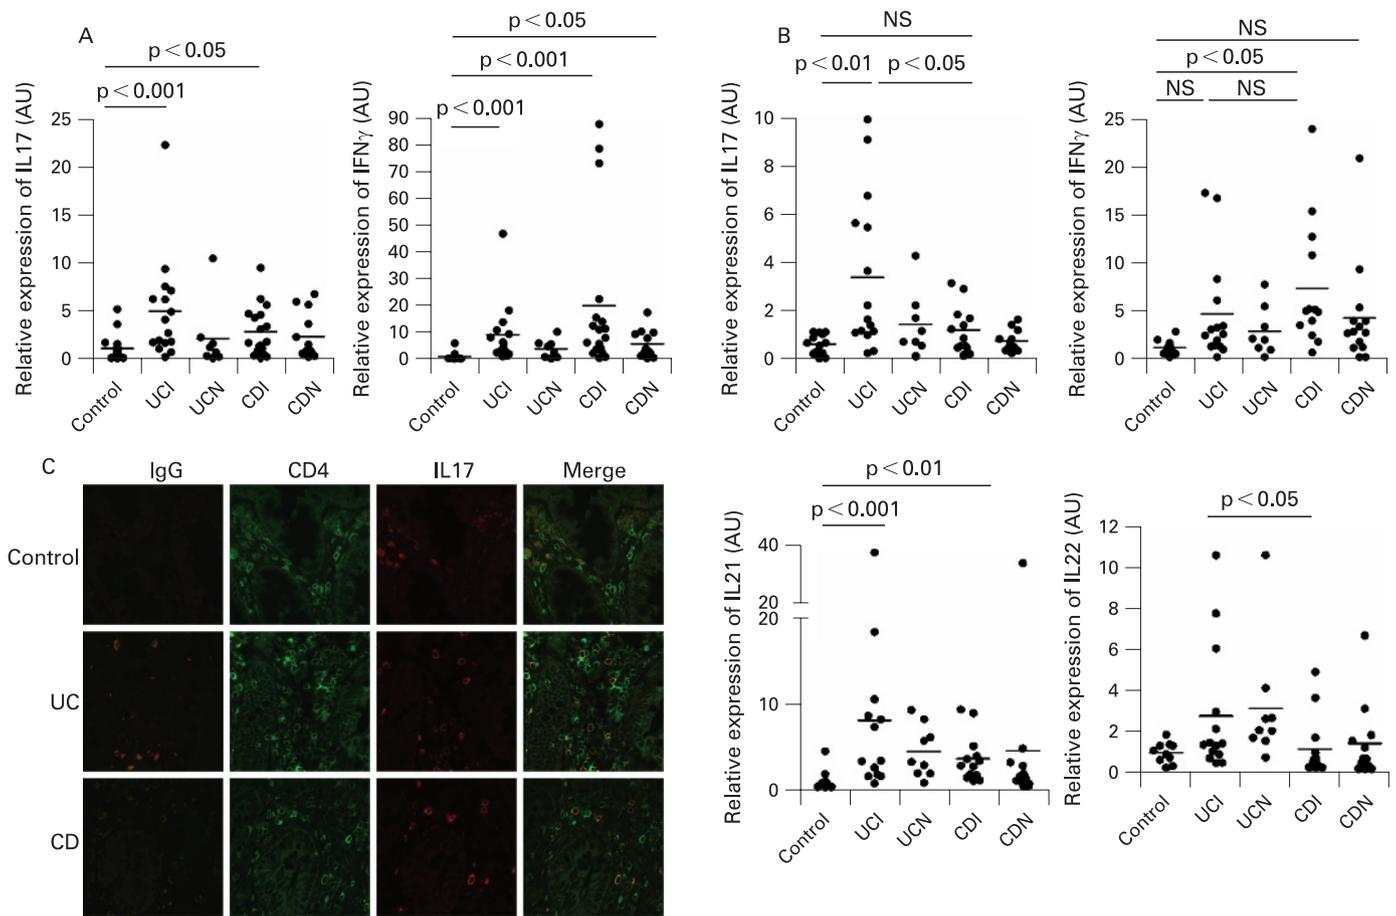 A
p < 0.05
p < 0.001
Relative expression of IL17 (AU)
25
20
15
10
5
0
Control
UCI
UCN
CDI
CDN
p < 0.05
p < 0.001
p < 0.001
Relative expression of IFNγ (AU)
90
80
70
60
50
40
30
20
10
0
Control
UCI
UCN
CDI
CDN
B
NS
p < 0.01
p < 0.05
Relative expression of IL17 (AU)
10
8
6
4
2
0
Control
UCI
UCN
CDI
CDN
NS
p < 0.05
NS
NS
Relative expression of IFNγ (AU)
25
20
15
10
5
0
Control
UCI
UCN
CDI
CDN
C
IgG
CD4
IL17
Merge
Control
UC
CD
p < 0.01
p < 0.001
Relative expression of IL21 (AU)
40
20
20
10
0
Control
UCI
UCN
CDI
CDN
p < 0.05
Relative expression of IL22 (AU)
12
10
8
6
4
2
0
Control
UCI
UCN
CDI
CDN